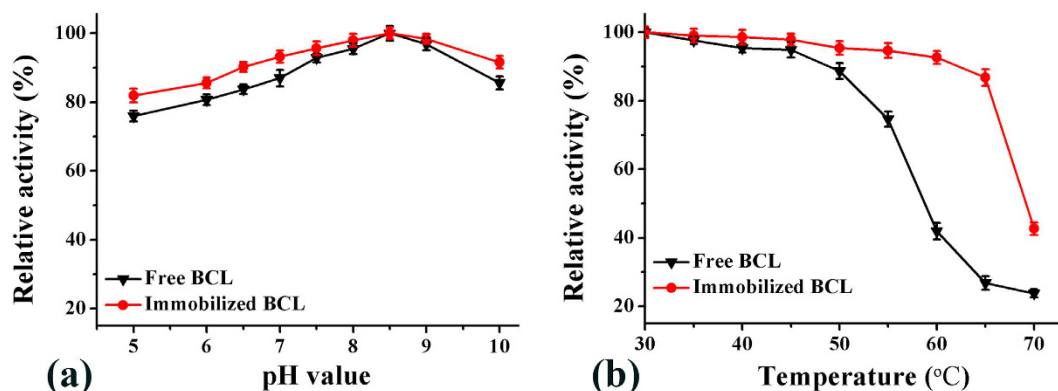 Relative activity (%)
100
80
60
40
20
Free BCL
Immobilized BCL
5
6
7
8
9
10
pH value
(a)
Relative activity (%)
100
80
60
40
20
Free BCL
Immobilized BCL
30
40
50
60
70
Temperature (°C)
(b)